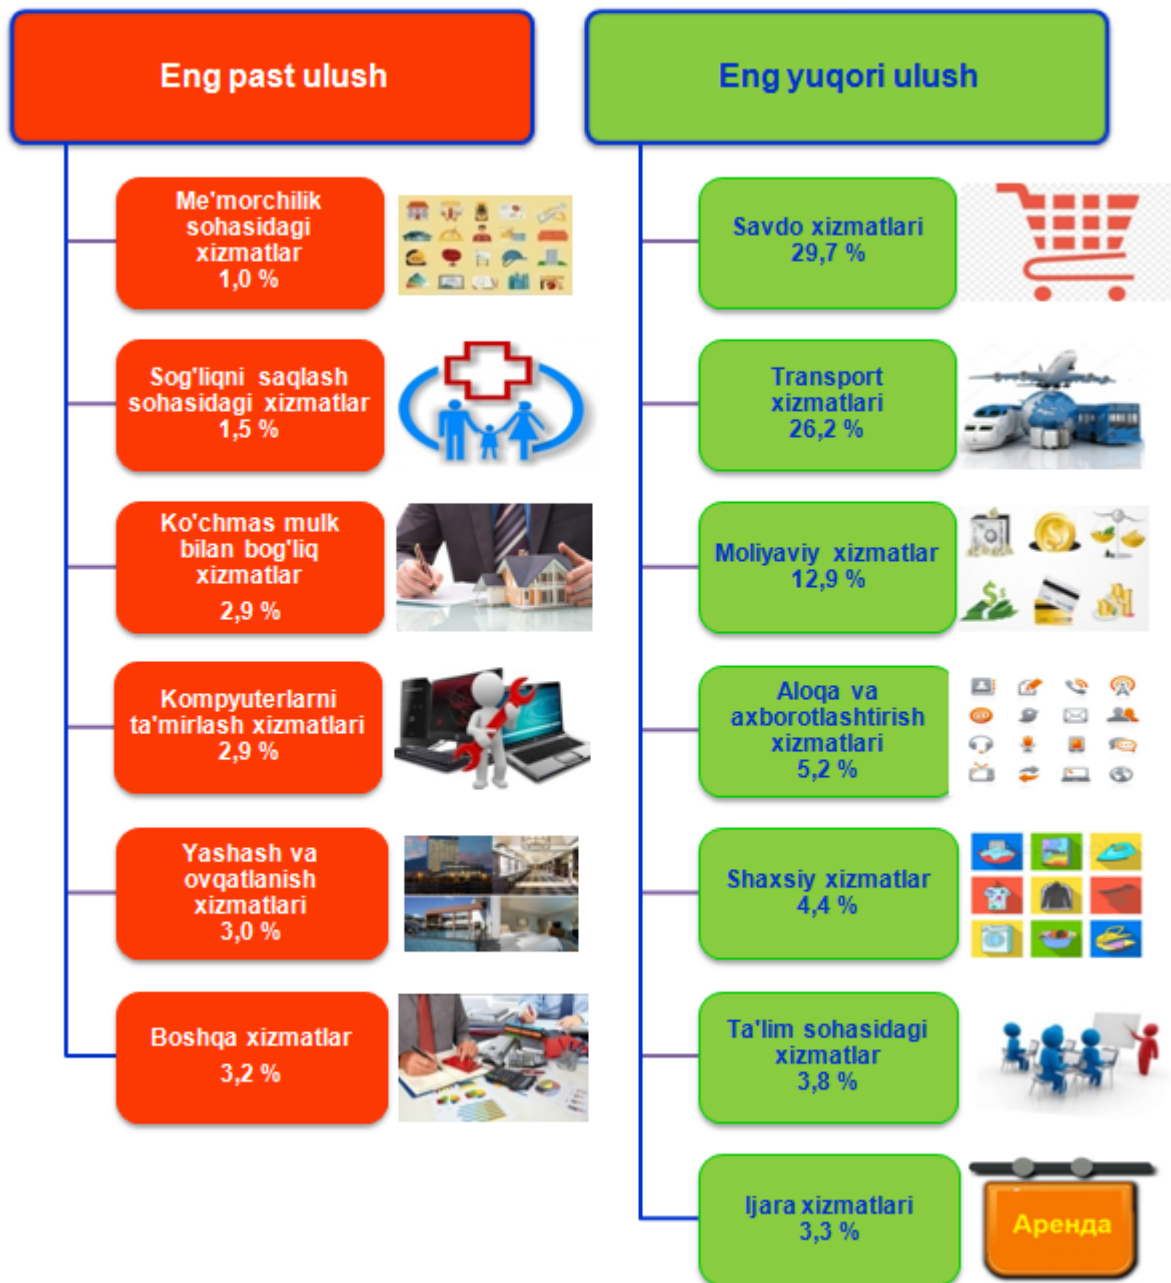 Eng past ulush
Me'morchilik
sohasidagi
xizmatlar
1,0 %
Sog'liqni saqlash
sohasidagi xizmatlar
1,5 %
Ko'chmas mulk
bilan bog'liq
xizmatlar
2,9 %
Kompyuterlarni
ta'mirlash xizmatlari
2,9 %
Yashash va
ovqatlanish
xizmatlari
3,0 %
Boshqa xizmatlar
3,2 %
Eng yuqori ulush
Savdo xizmatlari
29,7 %
Transport
xizmatlari
26,2 %
Moliyaviy xizmatlar
12,9 %
Aloqa va
axborotlashtirish
xizmatlari
5,2 %
Shaxsiy xizmatlar
4,4 %
Ta'lim sohasidagi
xizmatlar
3,8 %
Ijara xizmatlari
3,3 %
Аренда